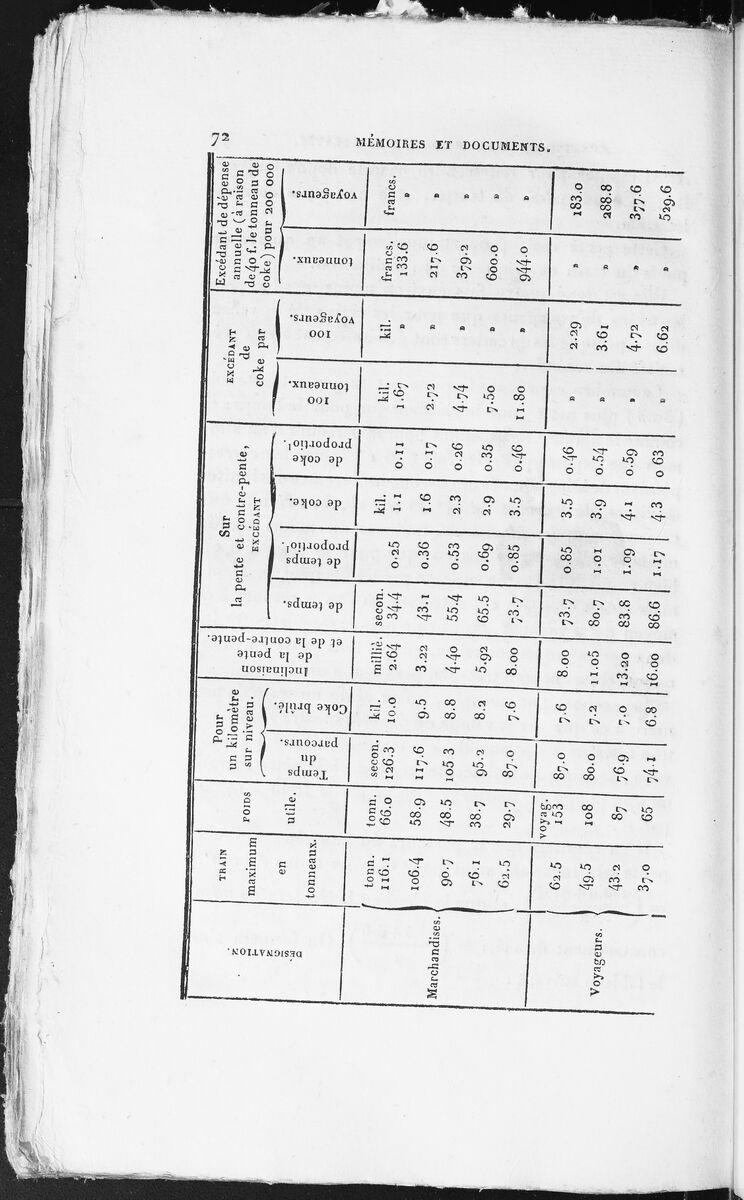 72 MÉMOIRES ET DOCUMENTS.
DÉSIGNATION. | TRAIN maximum en tonneaux. | POIDS utile. | Pour un kilomètre sur niveau. Temps du parcours. | Coke brûlé. | Inclinaison de la pente et de la contre-pente. | Sur la pente et contre-pente, EXCÉDANT de temps. | de temps proportiol. | de coke. | de coke proportiol. | EXCÉDANT de coke par 100 tonneaux. | 100 voyageurs. | Excédant de dépense annuelle (à raison de 40 f. le tonneau de coke) pour 200 000 tonneaux. | voyageurs.
tonn. | tonn. | secon. | kil. | milliè. | secon. | kil. | kil. | kil. | francs. | francs.
Marchandises. | 116.1 | 66.0 | 126.3 | 10.0 | 2.64 | 34.4 | 0.25 | 1.1 | 0.11 | 1.67 | » | 133.6 | »
106.4 | 58.9 | 117.6 | 9.5 | 3.22 | 43.1 | 0.36 | 1.6 | 0.17 | 2.72 | » | 217.6 | »
90.7 | 48.5 | 105 3 | 8.8 | 4.40 | 55.4 | 0.53 | 2.3 | 0.26 | 4.74 | » | 379.2 | »
76.1 | 38.7 | 95.2 | 8.2 | 5.92 | 65.5 | 0.69 | 2.9 | 0.35 | 7.50 | » | 600.0 | »
62.5 | 29.7 | 87.0 | 7.6 | 8.00 | 73.7 | 0.85 | 3.5 | 0.46 | 11.80 | » | 944.0 | »
voyag.
Voyageurs. | 62.5 | 153 | 87.0 | 7.6 | 8.00 | 73.7 | 0.85 | 3.5 | 0.46 | » | 2.29 | » | 183.0
49.5 | 108 | 80.0 | 7.2 | 11.05 | 80.7 | 1.01 | 3.9 | 0.54 | » | 3.61 | » | 288.8
43.2 | 87 | 76.9 | 7.0 | 13.20 | 83.8 | 1.09 | 4.1 | 0.59 | » | 4.72 | » | 377.6
37.0 | 65 | 74.1 | 6.8 | 16.00 | 86.6 | 1.17 | 4.3 | 0 63 | » | 6.62 | » | 529.6